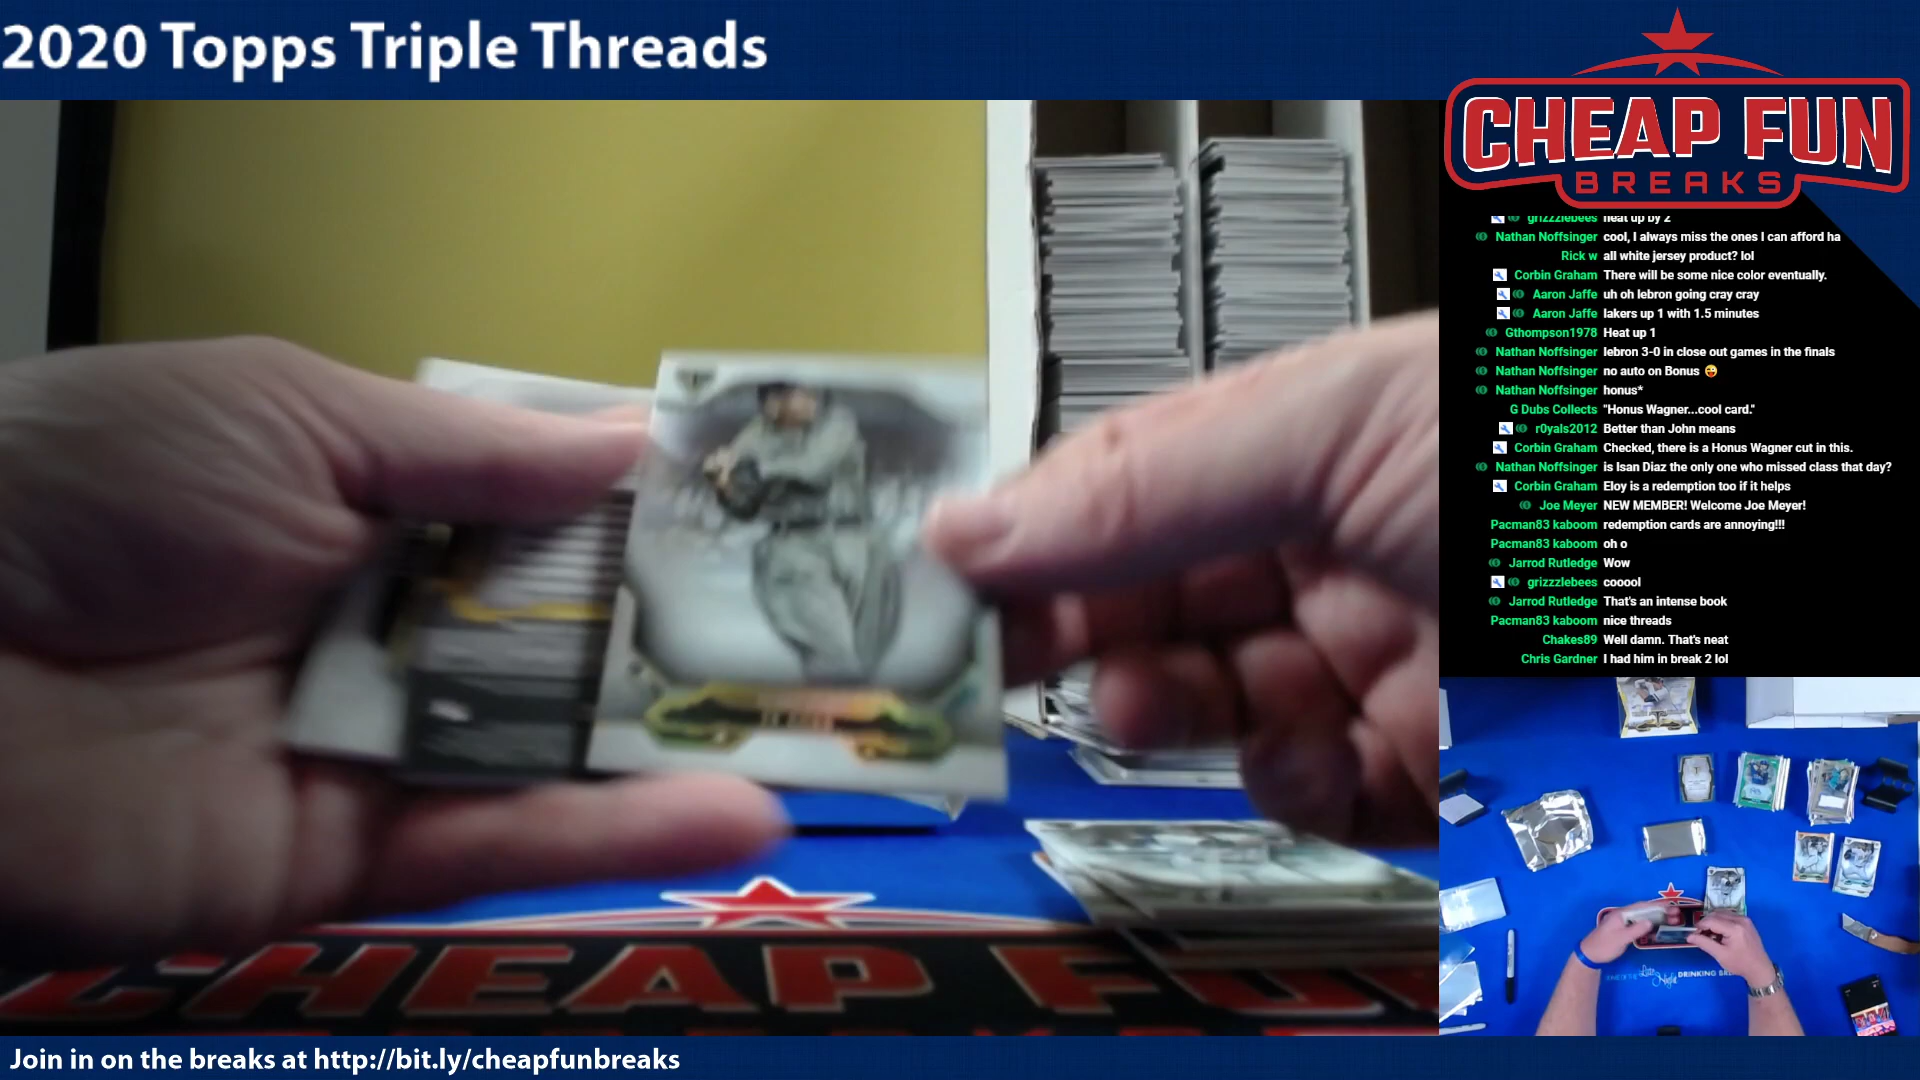 2020 Topps Triple Threads
CHEAP FUN
BREAKS
grizzzlebees heat up by 2
Nathan Noffsinger cool, I always miss the ones I can afford ha
Rick w all white jersey product? lol
Corbin Graham There will be some nice color eventually.
Aaron Jaffe uh oh lebron going cray cray
Aaron Jaffe lakers up 1 with 1.5 minutes
Gthompson1978 Heat up 1
Nathan Noffsinger lebron 3-0 in close out games in the finals
Nathan Noffsinger no auto on Bonus 😜
Nathan Noffsinger honus*
G Dubs Collects "Honus Wagner...cool card."
r0yals2012 Better than John means
Corbin Graham Checked, there is a Honus Wagner cut in this.
Nathan Noffsinger is Isan Diaz the only one who missed class that day?
Corbin Graham Eloy is a redemption too if it helps
Joe Meyer NEW MEMBER! Welcome Joe Meyer!
Pacman83 kaboom redemption cards are annoying!!!
Pacman83 kaboom oh o
Jarrod Rutledge Wow
grizzzlebees cooool
Jarrod Rutledge That's an intense book
Pacman83 kaboom nice threads
Chakes89 Well damn. That's neat
Chris Gardner I had him in break 2 lol
CHEAP FU
DRINKING
Join in on the breaks at http://bit.ly/cheapfunbreaks